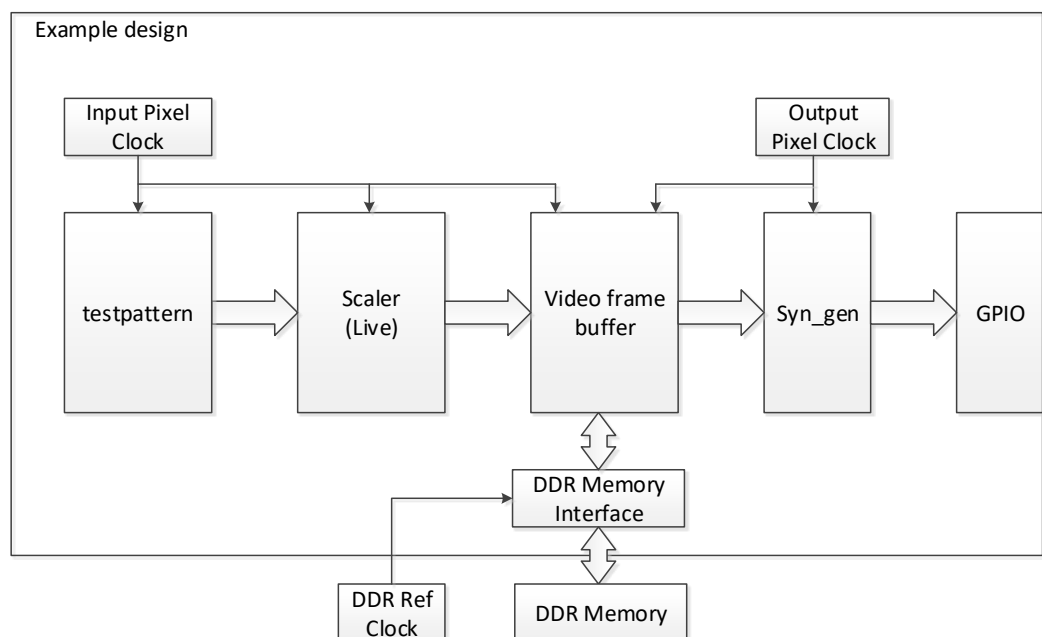 Example design
Input Pixel
Clock
Output
Pixel Clock
testpattern
Scaler
(Live)
Video frame
buffer
Syn_gen
GPIO
DDR Memory
Interface
DDR Ref
Clock
DDR Memory